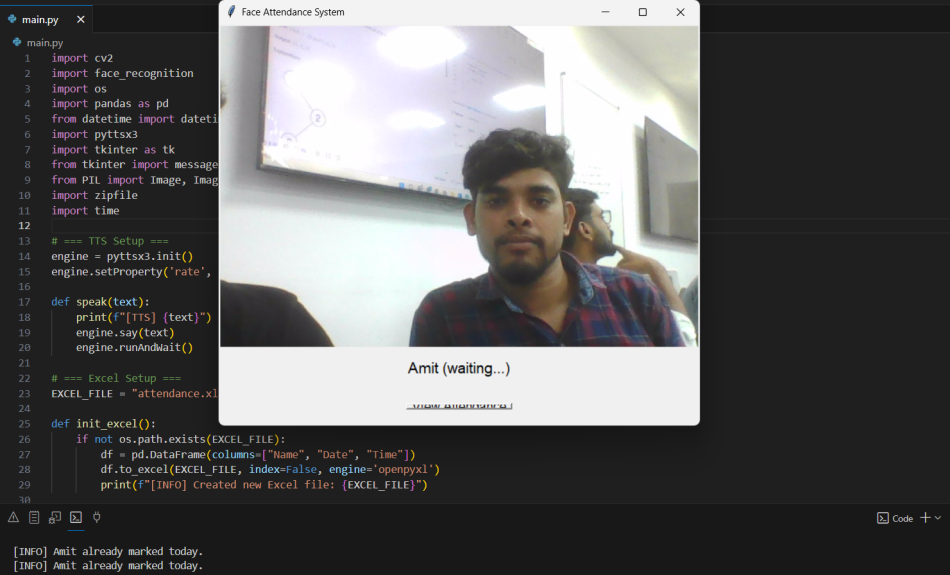 main.py
Face Attendance System
main.py
1 import cv2
2 import face_recognition
3 import os
4 import pandas as pd
5 from datetime import dateti
6 import pyttsx3
7 import tkinter as tk
8 from tkinter import message
9 from PIL import Image, Imag
10 import zipfile
11 import time
12
13 # === TTS Setup ===
14 engine = pyttsx3.init()
15 engine.setProperty('rate',
16
17 def speak(text):
18 print(f"[TTS] {text}")
19 engine.say(text)
20 engine.runAndWait()
21
22 # === Excel Setup ===
23 EXCEL_FILE = "attendance.xl
24
25 def init_excel():
26 if not os.path.exists(EXCEL_FILE):
27 df = pd.DataFrame(columns=["Name", "Date", "Time"])
28 df.to_excel(EXCEL_FILE, index=False, engine='openpyxl')
29 print(f"[INFO] Created new Excel file: {EXCEL_FILE}")
30
2
Amit (waiting...)
View Attendance
Code
[INFO] Amit already marked today.
[INFO] Amit already marked today.